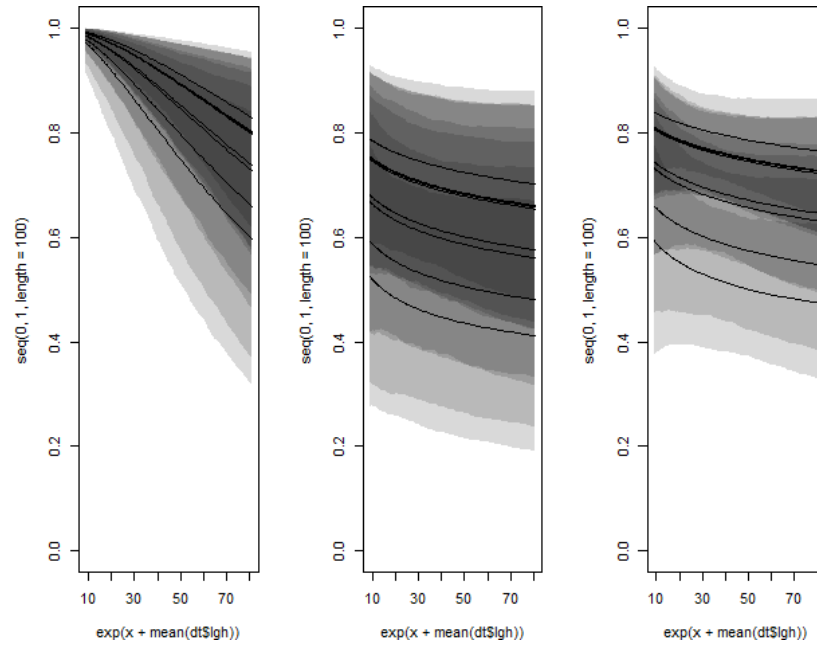 seq(0, 1, length = 100)
1.0
0.8
0.6
0.4
0.2
0.0
10 30 50 70
exp(x + mean(dt$lgh))
seq(0, 1, length = 100)
1.0
0.8
0.6
0.4
0.2
0.0
10 30 50 70
exp(x + mean(dt$lgh))
seq(0, 1, length = 100)
1.0
0.8
0.6
0.4
0.2
0.0
10 30 50 70
exp(x + mean(dt$lgh))